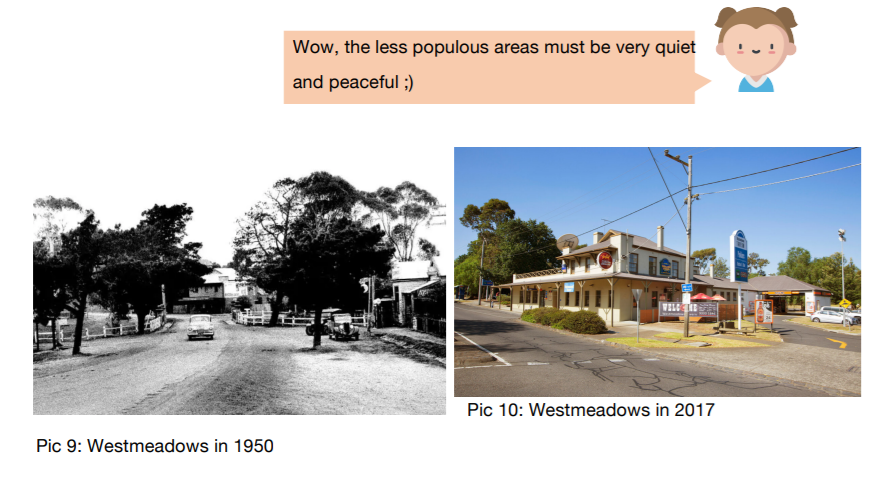 Wow, the less populous areas must be very quiet
and peaceful ;)
WELCOME
Pic 10: Westmeadows in 2017
Pic 9: Westmeadows in 1950